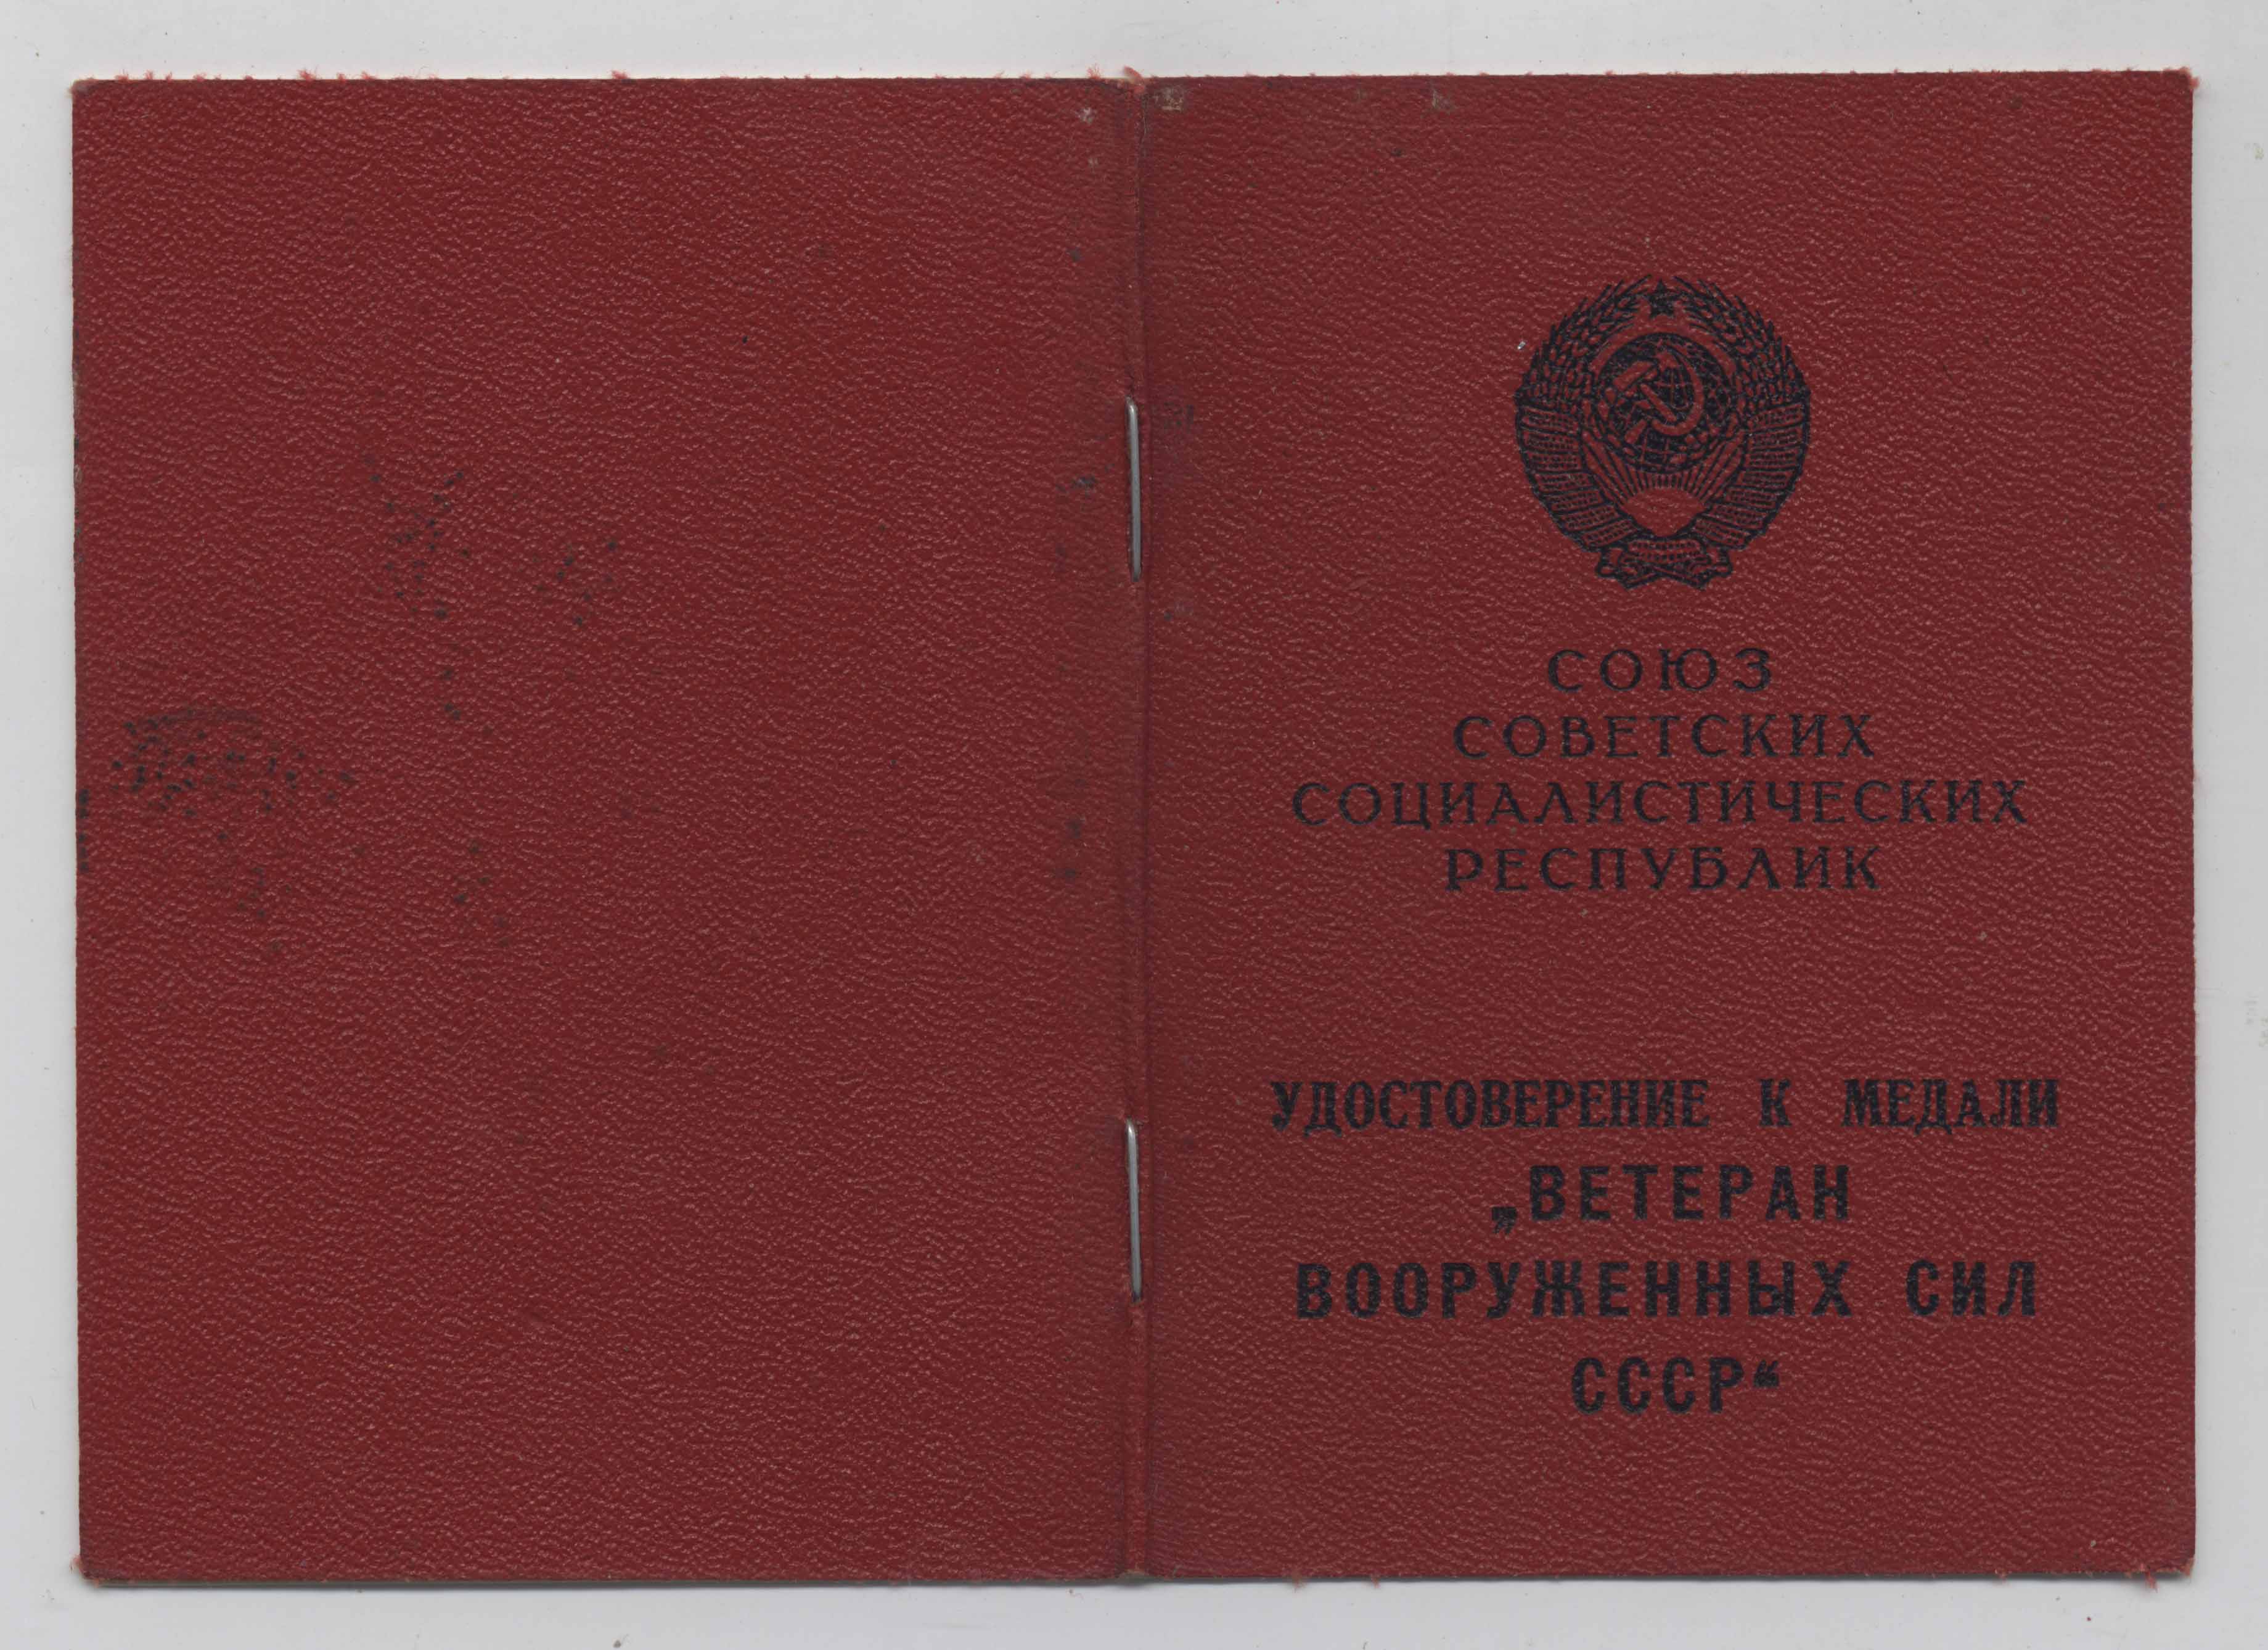 СОЮЗ
СОВЕТСКИХ
СОЦИАЛИСТИЧЕСКИХ
РЕСПУБЛИК
УДОСТОВЕРЕНИЕ К МЕДАЛИ
„ВЕТЕРАН
ВООРУЖЕННЫХ СИЛ
СССР“